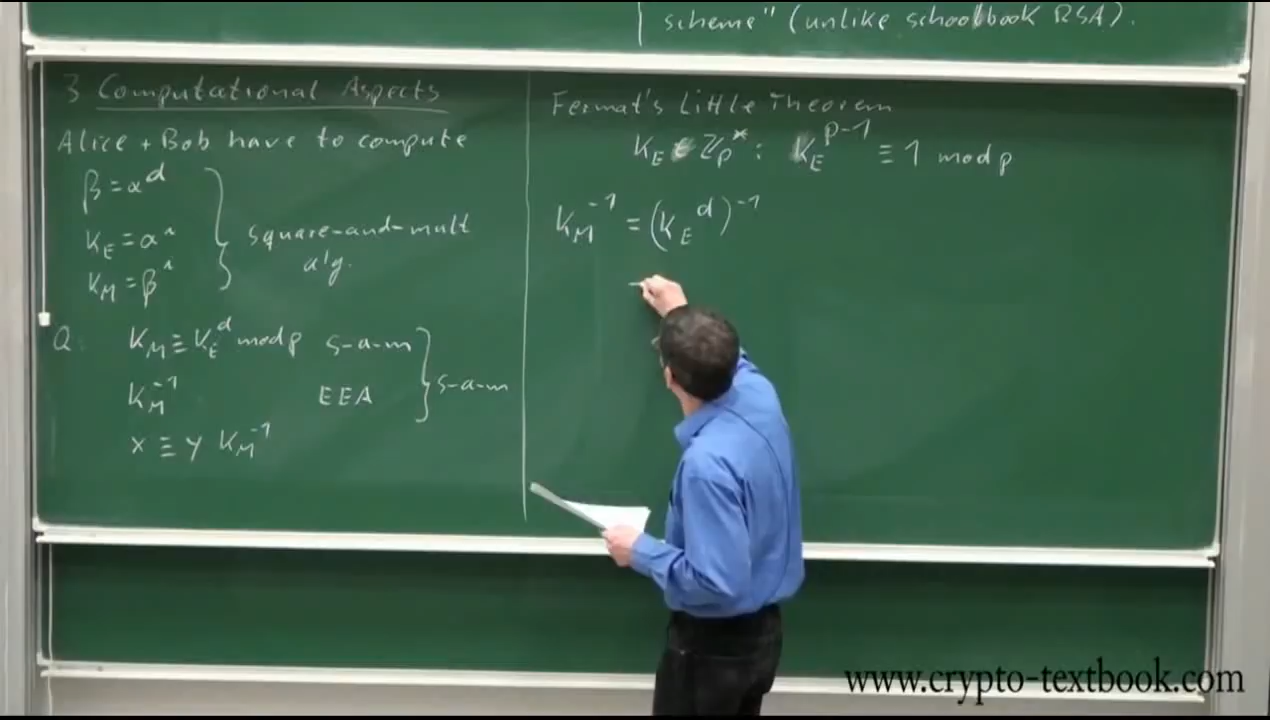 scheme" (unlike schoolbook RSA).
3 Computational Aspects
Alice + Bob have to compute
β = α^d
K_E = α^i
K_M = β^i
square-and-mult
alg.
Q: K_M ≡ K_E^d mod p s-a-m
K_M^-1 EEA
s-a-m
x ≡ y K_M^-1
Fermat's Little Theorem
K_E ∈ Z_p^*: K_E^p-1 ≡ 1 mod p
K_M^-1 = (K_E^d)^-1
www.crypto-textbook.com